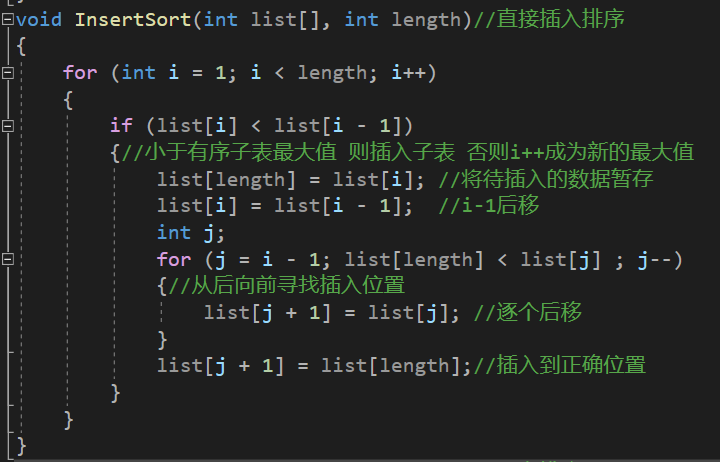 void InsertSort(int list[], int length)//直接插入排序
{
for (int i = 1; i < length; i++)
{
if (list[i] < list[i - 1])
{//小于有序子表最大值 则插入子表 否则i++成为新的最大值
list[length] = list[i]; //将待插入的数据暂存
list[i] = list[i - 1];  //i-1后移
int j;
for (j = i - 1; list[length] < list[j] ; j--)
{//从后向前寻找插入位置
list[j + 1] = list[j]; //逐个后移
}
list[j + 1] = list[length];//插入到正确位置
}
}
}